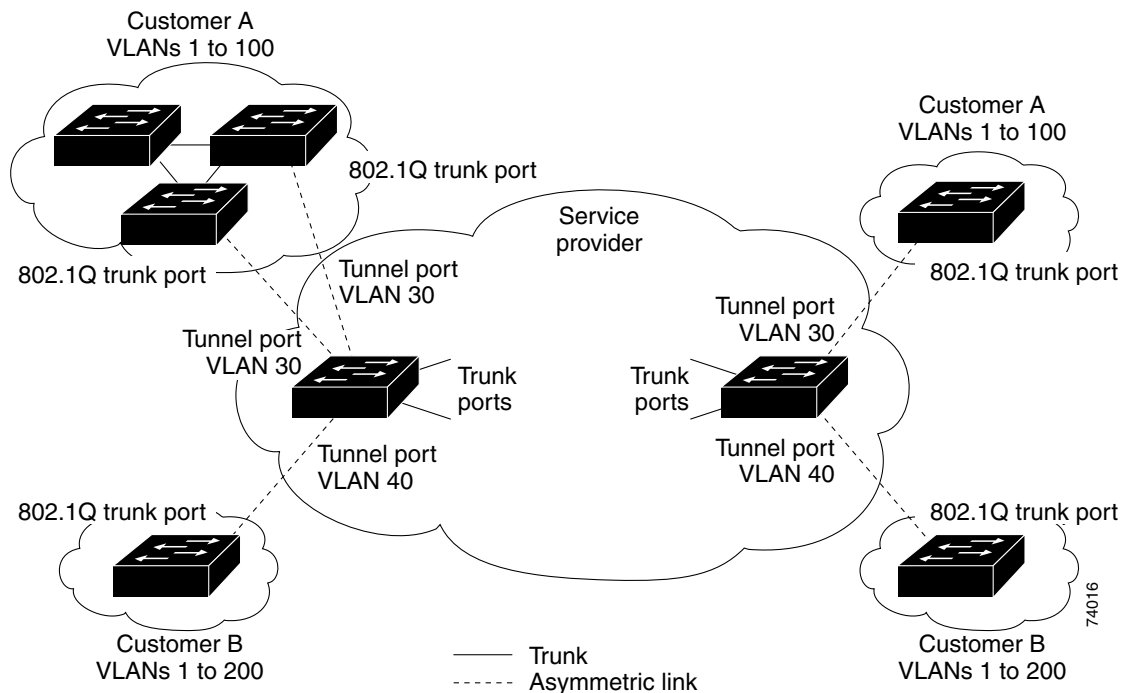 Customer A
VLANs 1 to 100
Customer A
VLANs 1 to 100
802.1Q trunk port
Service
provider
802.1Q trunk port
802.1Q trunk port
Tunnel port
VLAN 30
Tunnel port
VLAN 30
Tunnel port
VLAN 30
Trunk
ports
Trunk
ports
Tunnel port
VLAN 40
Tunnel port
VLAN 40
802.1Q trunk port
802.1Q trunk port
74016
Customer B
VLANs 1 to 200
Trunk
Asymmetric link
Customer B
VLANs 1 to 200